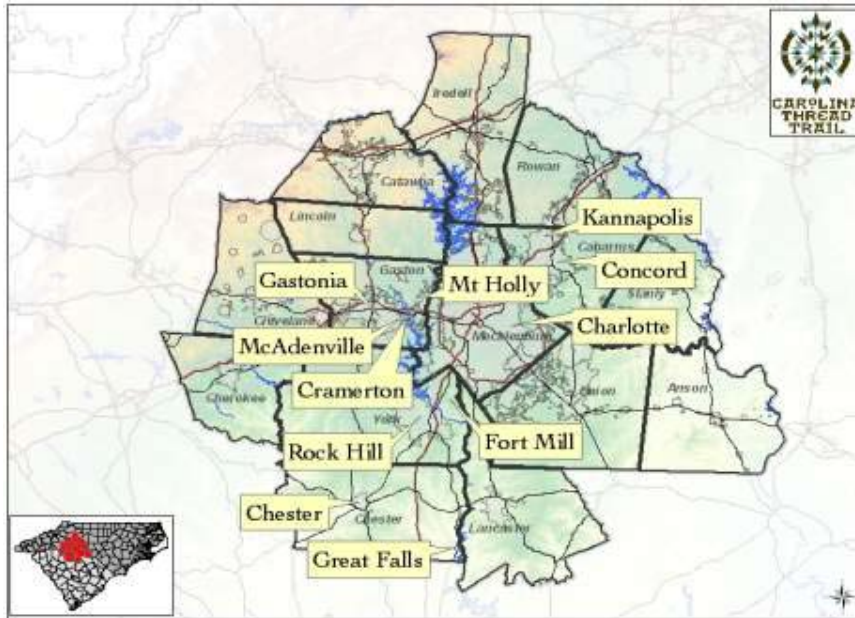 CAROLINA
THREAD
TRAIL
Iredell
Rowan
Catawba
Kannapolis
Lincoln
Cabarrus
Concord
Gaston
Mt Holly
Gastonia
Stanly
Cleveland
Charlotte
Mecklenburg
McAdenville
Cramerton
Cherokee
Union
Anson
York
Fort Mill
Rock Hill
Chester
Chester
Lancaster
Great Falls